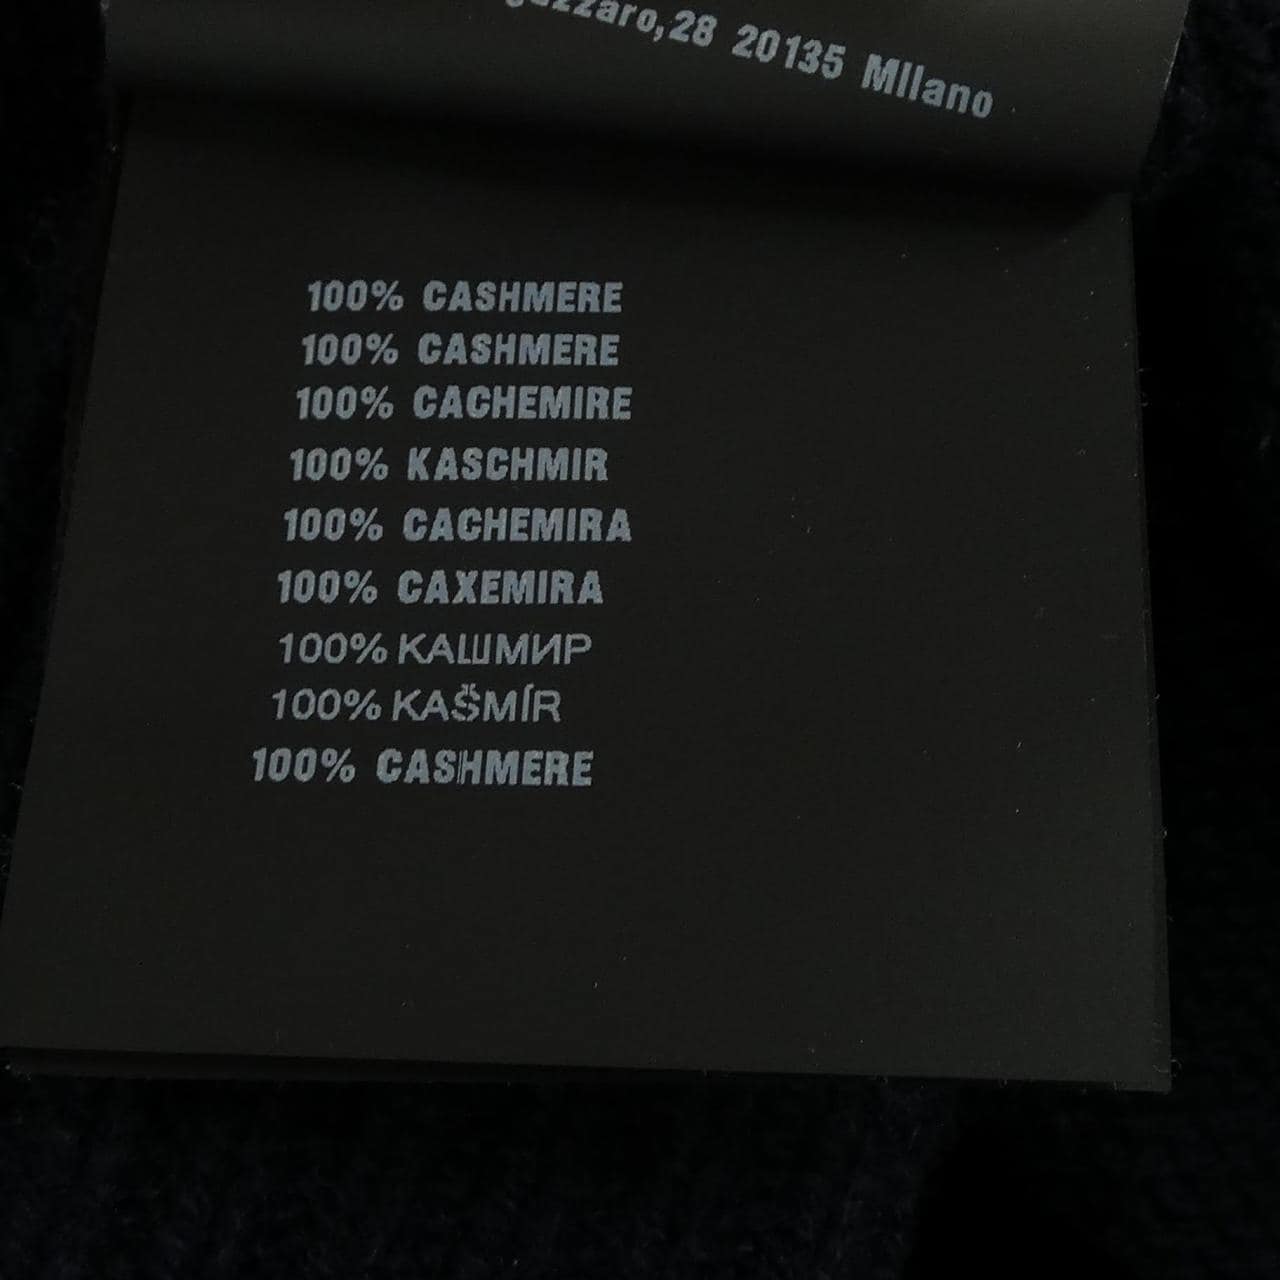 ,28 20135 MIlano
100% CASHMERE
100% CASHMERE
100% CACHEMIRE
100% KASCHMIR
100% CACHEMIRA
100% CAXEMIRA
100% КАШМИР
100% KAŠMÍR
100% CASHMERE